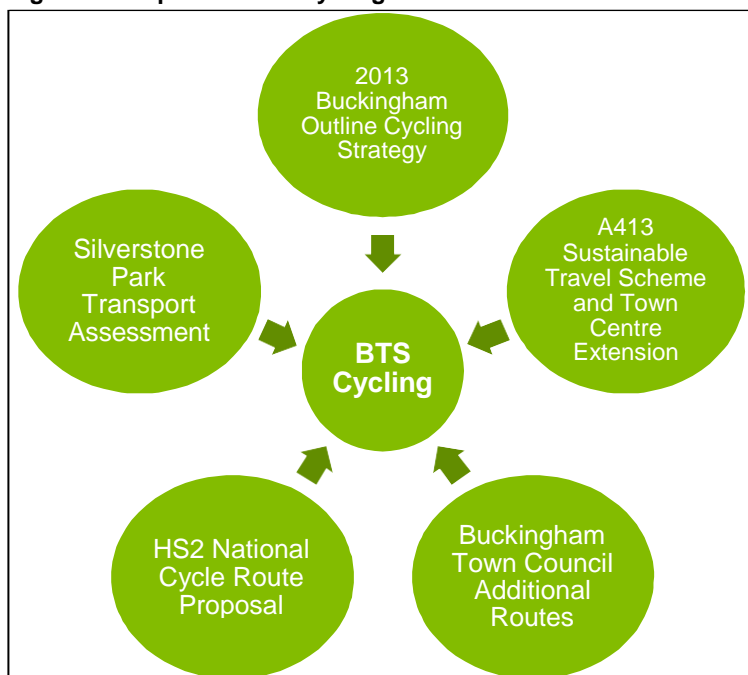 2013
Buckingham
Outline Cycling
Strategy
Silverstone
Park
Transport
Assessment
A413
Sustainable
Travel Scheme
and Town
Centre
Extension
BTS
Cycling
HS2 National
Cycle Route
Proposal
Buckingham
Town Council
Additional
Routes